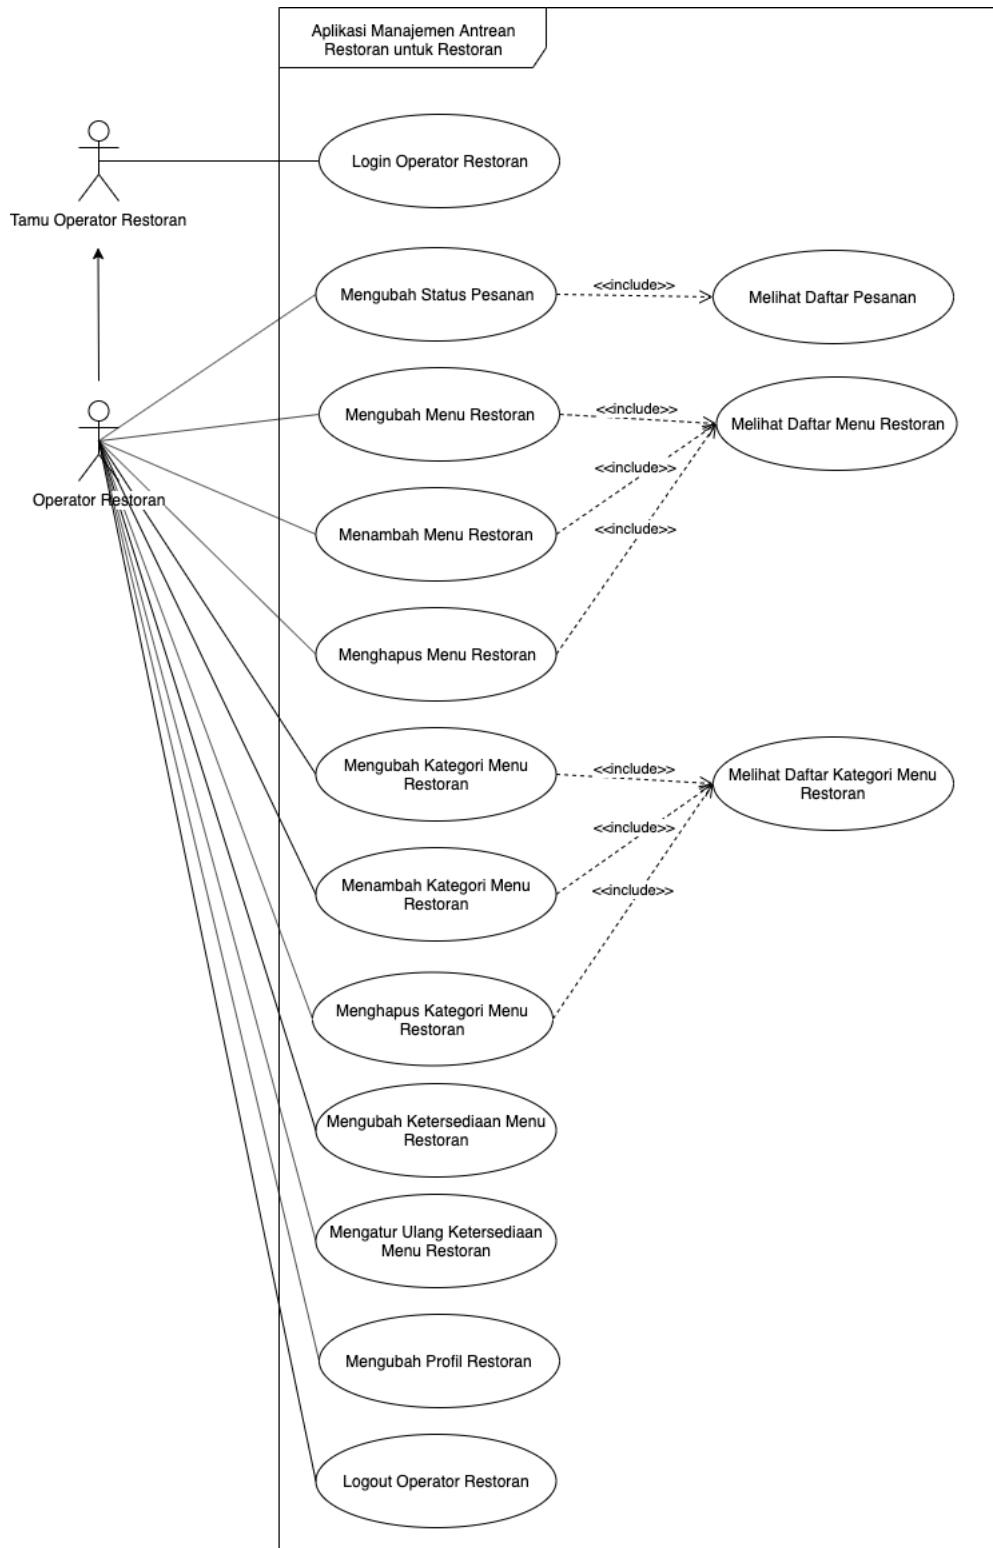 Aplikasi Manajemen Antrean
Restoran untuk Restoran
Login Operator Restoran
Tamu Operator Restoran
Mengubah Status Pesanan
<<include>>
Melihat Daftar Pesanan
Mengubah Menu Restoran
<<include>>
Melihat Daftar Menu Restoran
<<include>>
Operator Restoran
Menambah Menu Restoran
<<include>>
Menghapus Menu Restoran
Mengubah Kategori Menu
Restoran
<<include>>
Melihat Daftar Kategori Menu
Restoran
<<include>>
Menambah Kategori Menu
Restoran
<<include>>
Menghapus Kategori Menu
Restoran
Mengubah Ketersediaan Menu
Restoran
Mengatur Ulang Ketersediaan
Menu Restoran
Mengubah Profil Restoran
Logout Operator Restoran